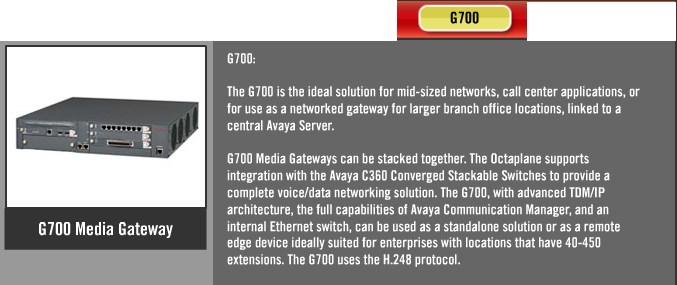 G700
G700:
The G700 is the ideal solution for mid-sized networks, call center applications, or
for use as a networked gateway for larger branch office locations, linked to a
central Avaya Server.
G700 Media Gateways can be stacked together. The Octaplane supports
integration with the Avaya C360 Converged Stackable Switches to provide a
complete voice/data networking solution. The G700, with advanced TDM/IP
architecture, the full capabilities of Avaya Communication Manager, and an
internal Ethernet switch, can be used as a standalone solution or as a remote
edge device ideally suited for enterprises with locations that have 40-450
extensions. The G700 uses the H.248 protocol.
G700 Media Gateway